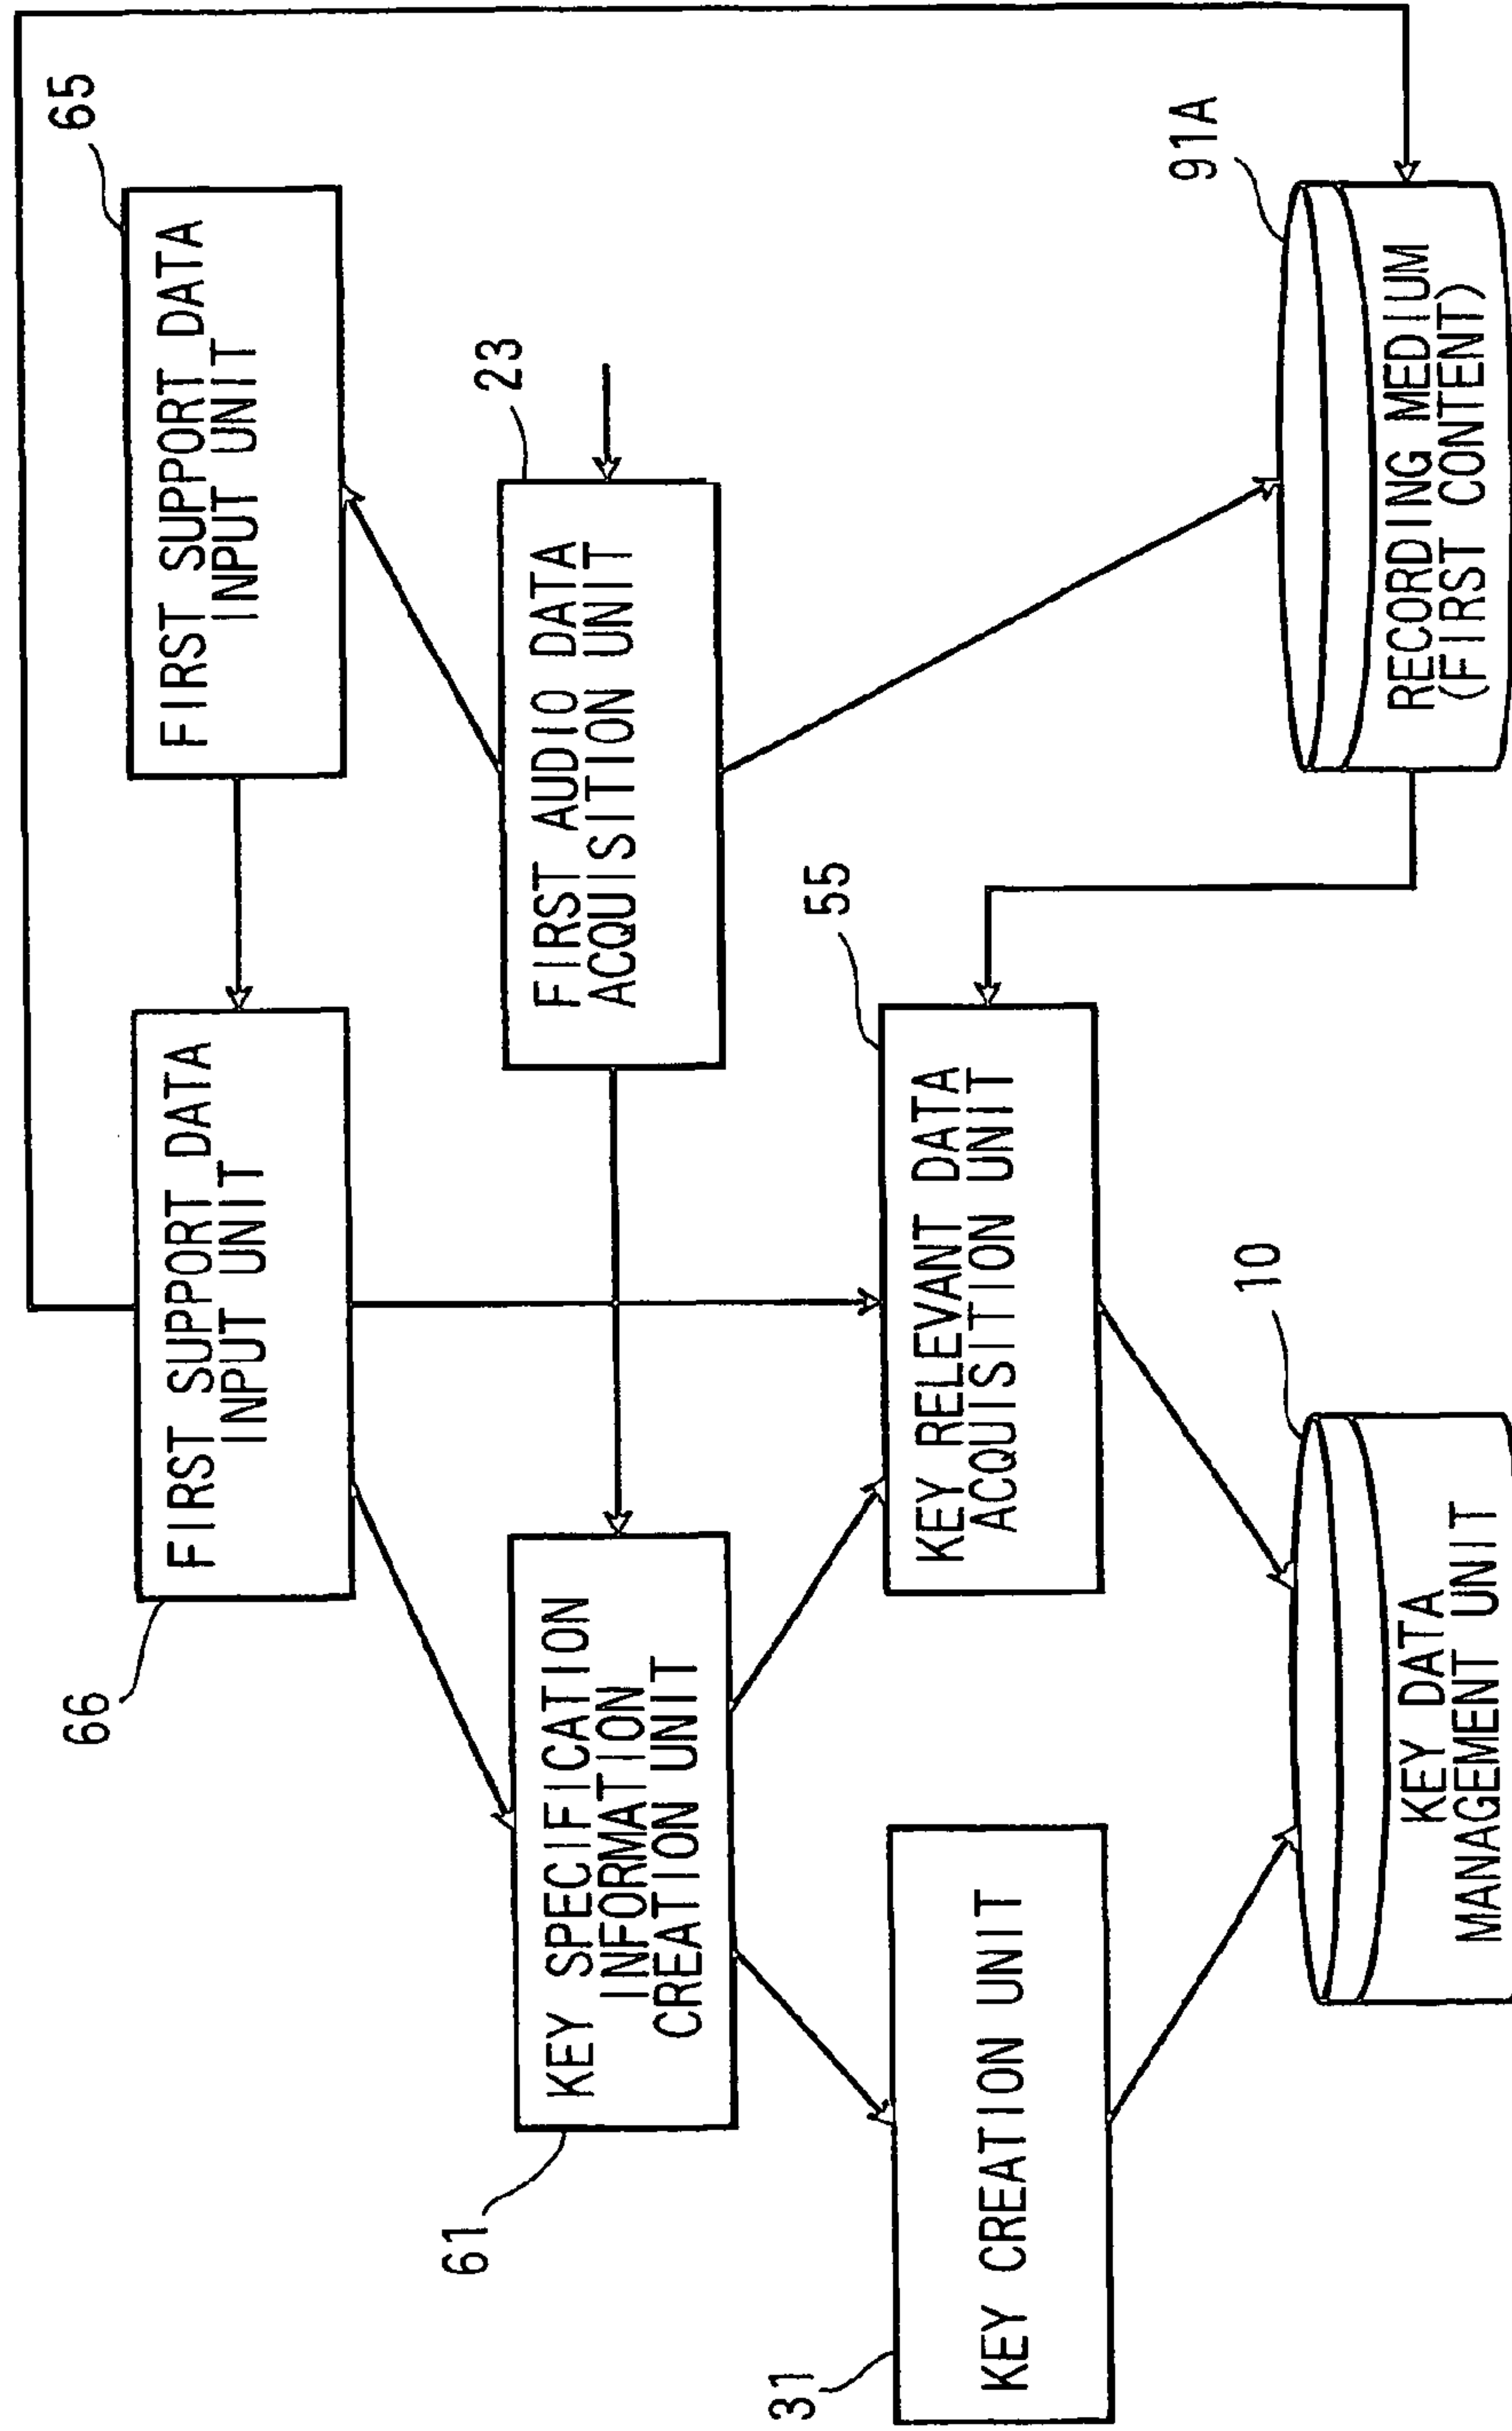 66
FIRST SUPPORT DATA
INPUT UNIT
65
FIRST SUPPORT DATA
INPUT UNIT
61
KEY SPECIFICATION
INFORMATION
CREATION UNIT
23
FIRST AUDIO DATA
ACQUISITION UNIT
31
KEY CREATION UNIT
55
KEY RELEVANT DATA
ACQUISITION UNIT
10
KEY DATA
MANAGEMENT UNIT
91A
RECORDING MEDIUM
(FIRST CONTENT)